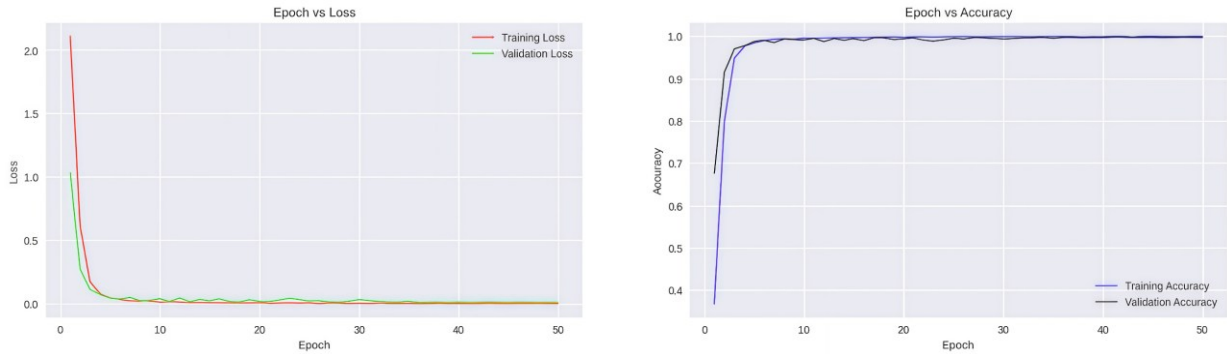 Epoch vs Loss
Training Loss
Validation Loss
2.0
1.5
1.0
0.5
0.0
Loss
0 10 20 30 40 50
Epoch
Epoch vs Accuracy
1.0
0.9
0.8
0.7
0.6
0.5
0.4
Aoouracy
Training Accuracy
Validation Accuracy
0 10 20 30 40 50
Epoch